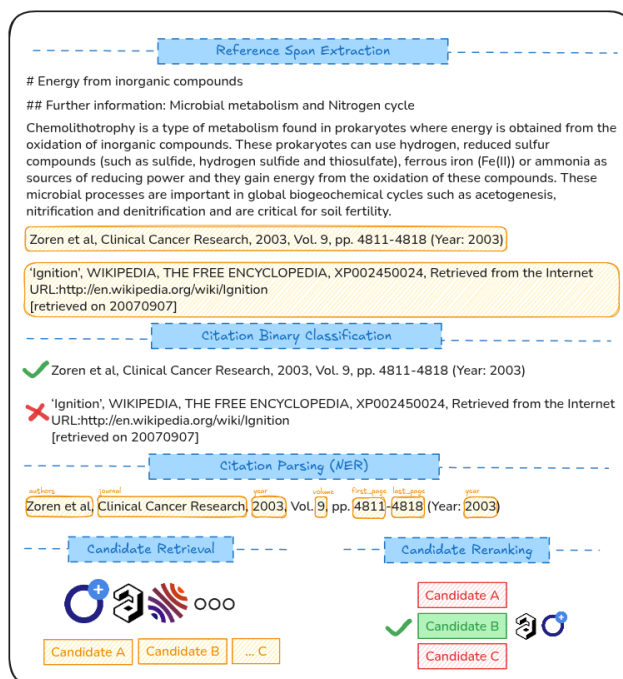 Reference Span Extraction
# Energy from inorganic compounds
## Further information: Microbial metabolism and Nitrogen cycle
Chemolithotrophy is a type of metabolism found in prokaryotes where energy is obtained from the
oxidation of inorganic compounds. These prokaryotes can use hydrogen, reduced sulfur
compounds (such as sulfide, hydrogen sulfide and thiosulfate), ferrous iron (Fe(II)) or ammonia as
sources of reducing power and they gain energy from the oxidation of these compounds. These
microbial processes are important in global biogeochemical cycles such as acetogenesis,
nitrification and denitrification and are critical for soil fertility.
Zoren et al, Clinical Cancer Research, 2003, Vol. 9, pp. 4811-4818 (Year: 2003)
‘Ignition’, WIKIPEDIA, THE FREE ENCYCLOPEDIA, XP002450024, Retrieved from the Internet
URL:http://en.wikipedia.org/wiki/Ignition
[retrieved on 20070907]
Citation Binary Classification
Zoren et al, Clinical Cancer Research, 2003, Vol. 9, pp. 4811-4818 (Year: 2003)
‘Ignition’, WIKIPEDIA, THE FREE ENCYCLOPEDIA, XP002450024, Retrieved from the Internet
URL:http://en.wikipedia.org/wiki/Ignition
[retrieved on 20070907]
Citation Parsing (NER)
authors journal year volume first_page last_page year
Zoren et al, Clinical Cancer Research, 2003, Vol. 9, pp. 4811-4818 (Year: 2003)
Candidate Retrieval
Candidate Reranking
Candidate A
Candidate B
Candidate C
Candidate A Candidate B ... C